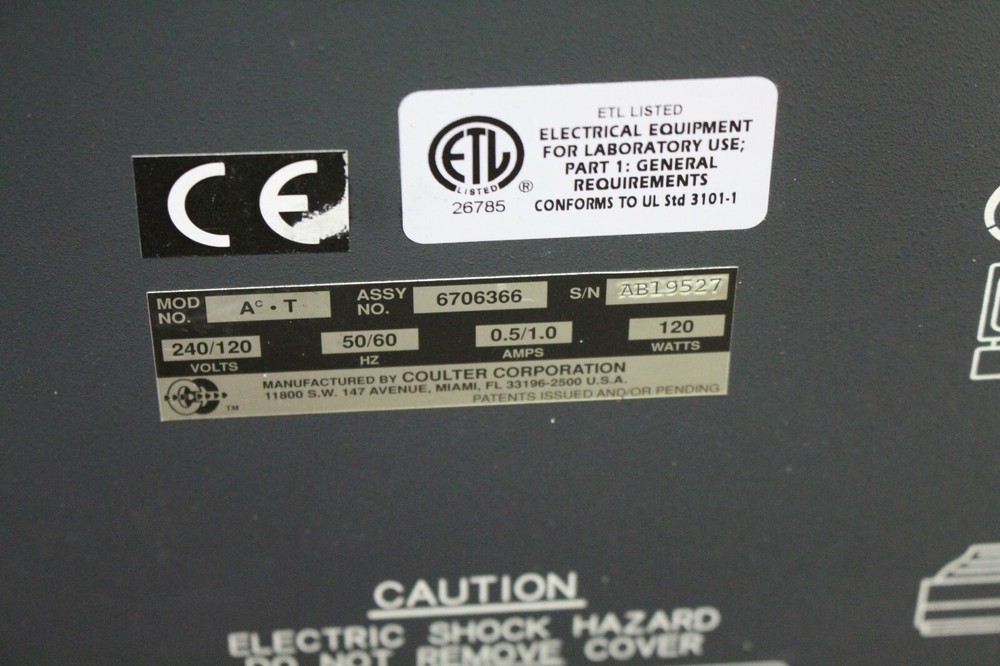 CE
ETL LISTED
ELECTRICAL EQUIPMENT
FOR LABORATORY USE;
PART 1: GENERAL
REQUIREMENTS
CONFORMS TO UL Std 3101-1
ETL
LISTED
®
26785
MOD NO. Aᶜ • T ASSY NO. 6706366 S/N AB19527
240/120 50/60 0.5/1.0 120
VOLTS HZ AMPS WATTS
MANUFACTURED BY COULTER CORPORATION
11800 S.W. 147 AVENUE, MIAMI, FL 33196-2500 U.S.A.
TM PATENTS ISSUED AND/OR PENDING
CAUTION
ELECTRIC SHOCK HAZARD
DO NOT REMOVE COVER